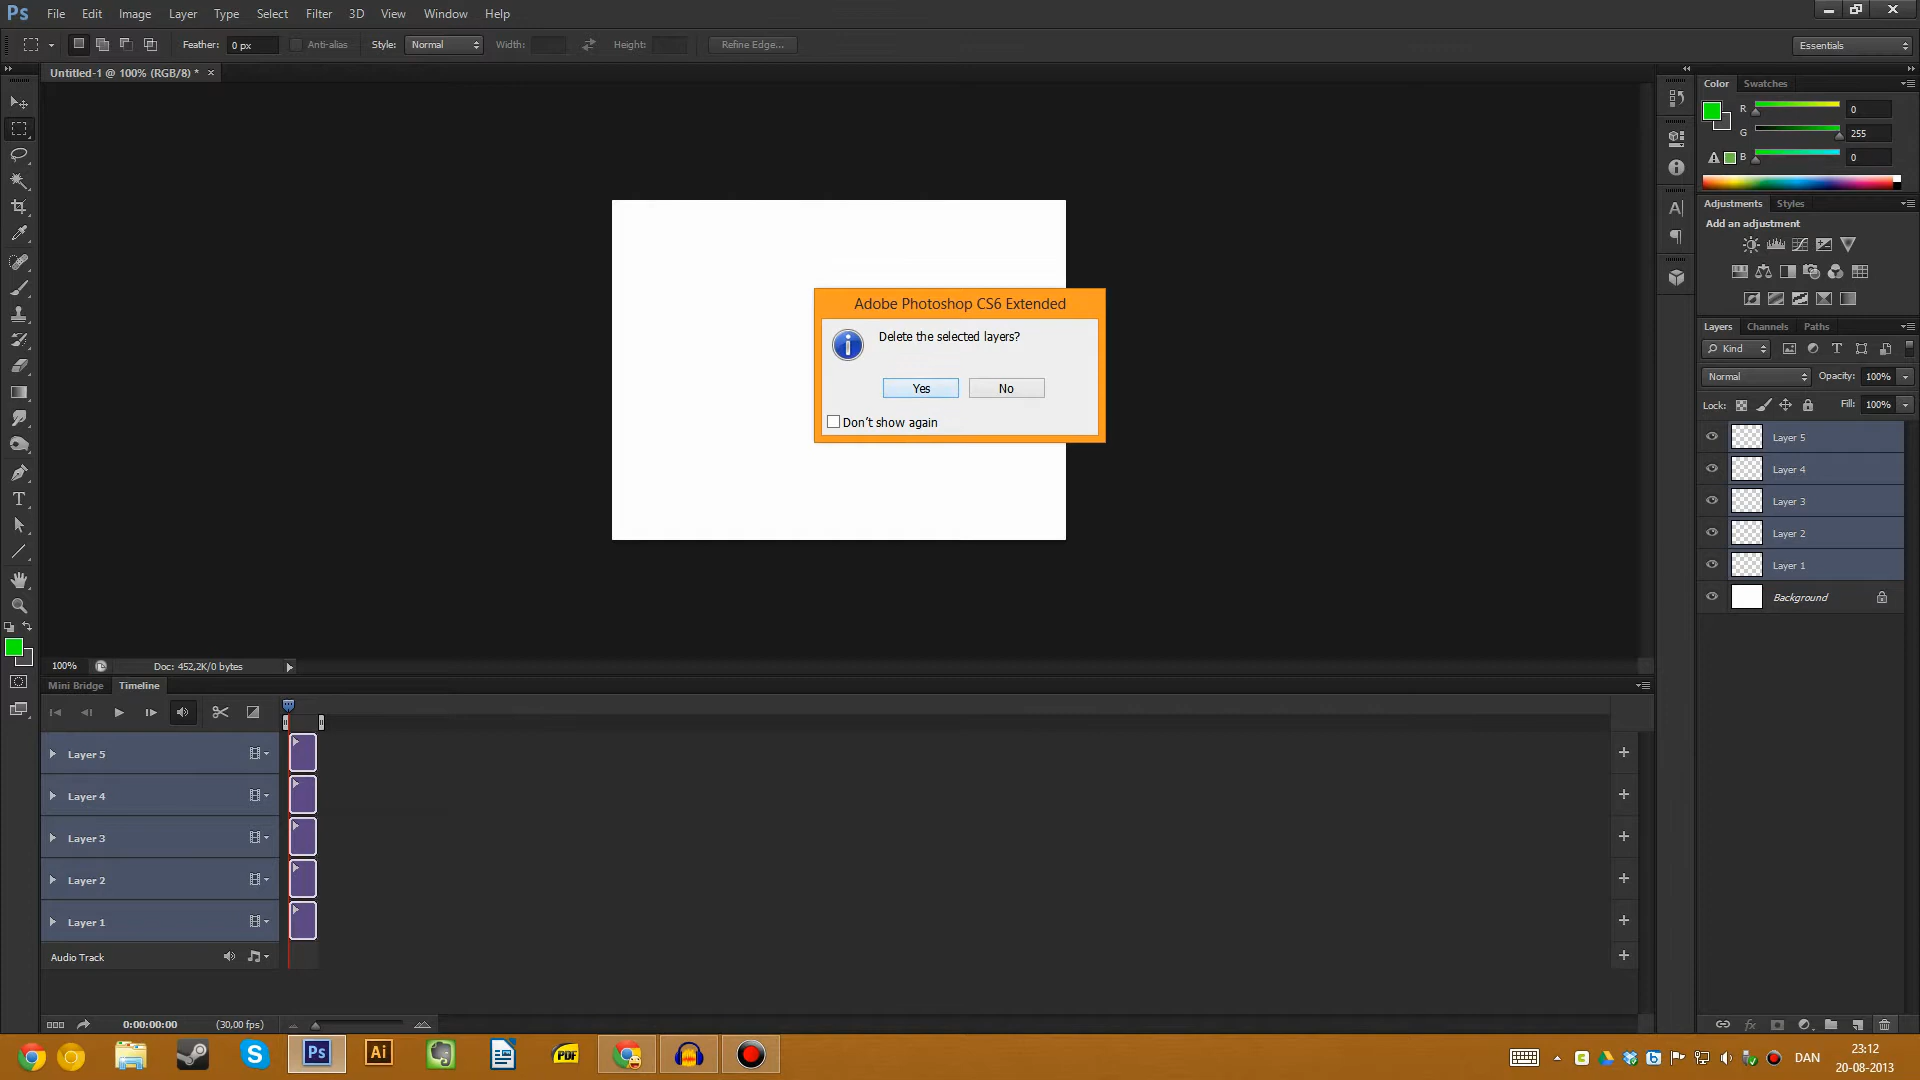 Ps File Edit Image Layer Type Select Filter 3D View Window Help
Feather: 0 px Anti-alias Style: Normal Width: Height: Refine Edge... Essentials
Untitled-1 @ 100% (RGB/8) * ×
Color Swatches
R 0
G 255
B 0
Adjustments Styles
Add an adjustment
Adobe Photoshop CS6 Extended
Delete the selected layers?
Yes No
Don't show again
Layers Channels Paths
Kind
Normal Opacity: 100%
Lock: Fill: 100%
Layer 5
Layer 4
Layer 3
Layer 2
Layer 1
Background
100% Doc: 452,2K/0 bytes
Mini Bridge Timeline
Layer 5
Layer 4
Layer 3
Layer 2
Layer 1
Audio Track
0:00:00:00 (30,00 fps)
Ps Ai PDF
DAN 23:12
20-08-2013